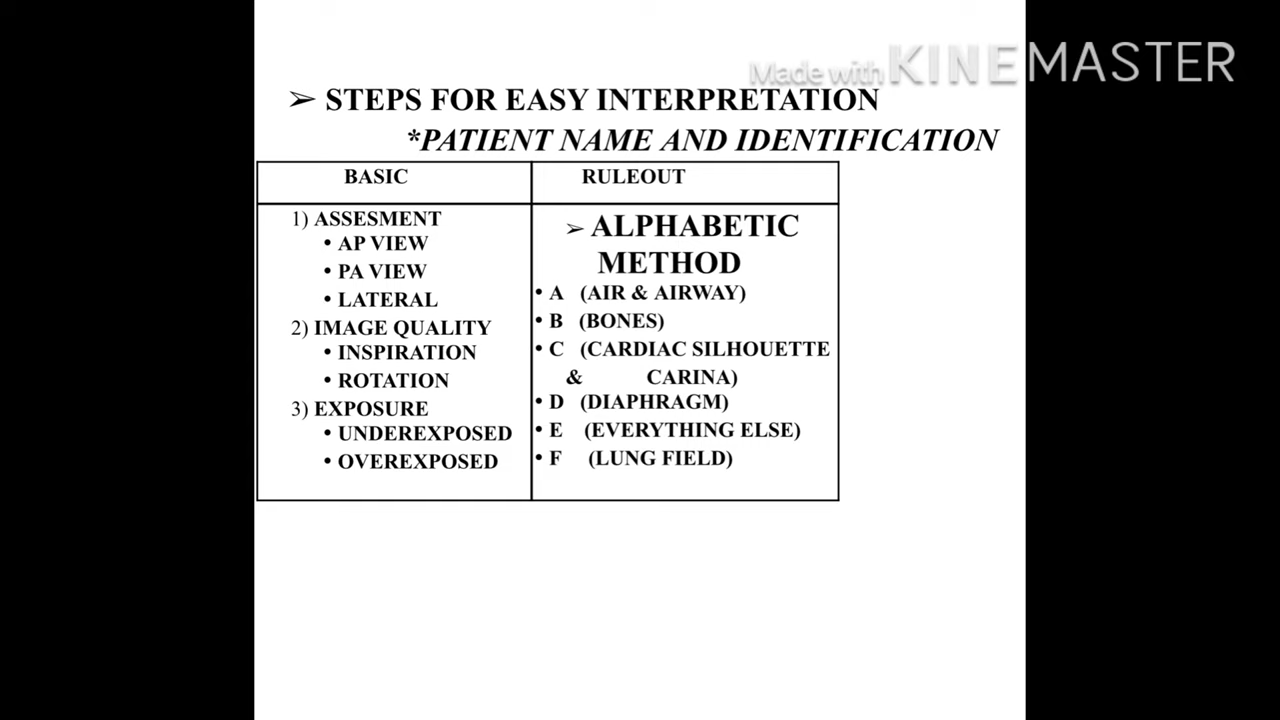 Made with KINEMASTER
➢ STEPS FOR EASY INTERPRETATION
*PATIENT NAME AND IDENTIFICATION
BASIC
1) ASSESMENT
• AP VIEW
• PA VIEW
• LATERAL
2) IMAGE QUALITY
• INSPIRATION
• ROTATION
3) EXPOSURE
• UNDEREXPOSED
• OVEREXPOSED
RULEOUT
➢ ALPHABETIC
METHOD
• A (AIR & AIRWAY)
• B (BONES)
• C (CARDIAC SILHOUETTE
& CARINA)
• D (DIAPHRAGM)
• E (EVERYTHING ELSE)
• F (LUNG FIELD)